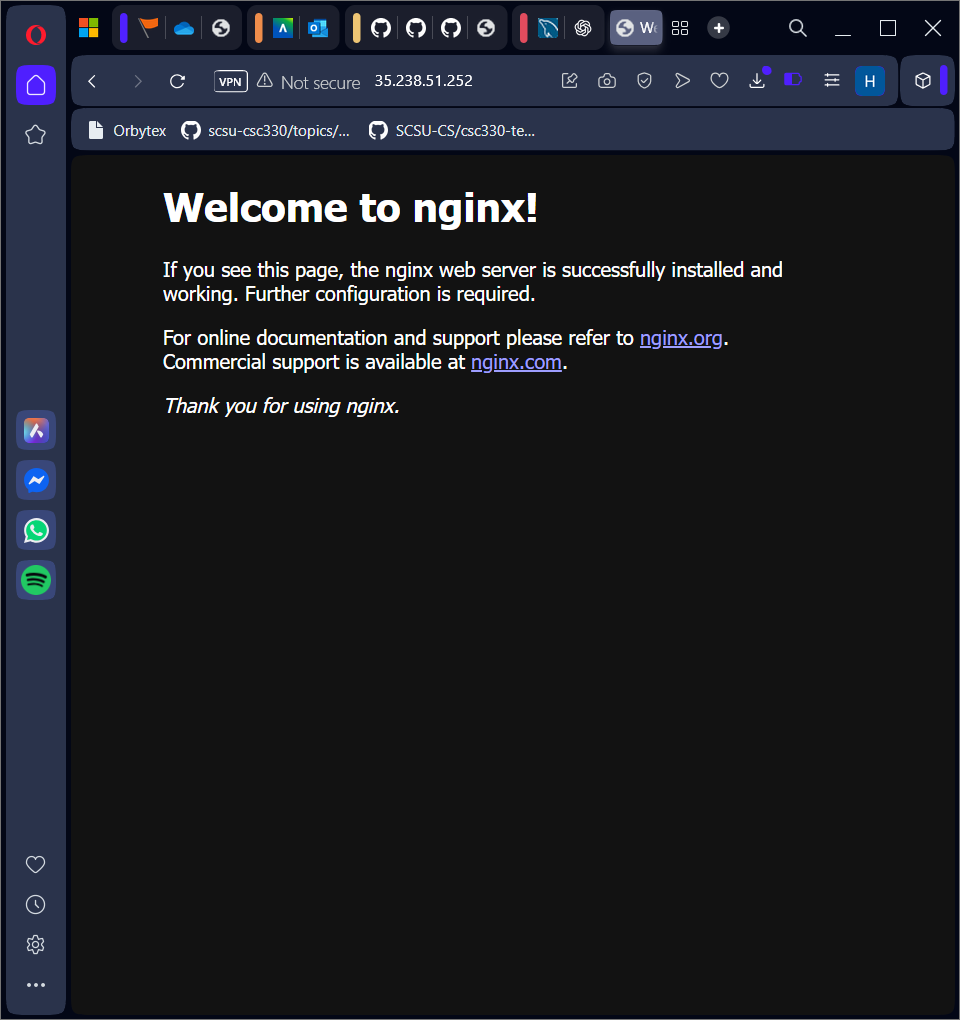 We
VPN
Not secure
35.238.51.252
H
Orbytex
scsu-csc330/topics/...
SCSU-CS/csc330-te...
Welcome to nginx!
If you see this page, the nginx web server is successfully installed and
working. Further configuration is required.
For online documentation and support please refer to nginx.org.
Commercial support is available at nginx.com.
Thank you for using nginx.